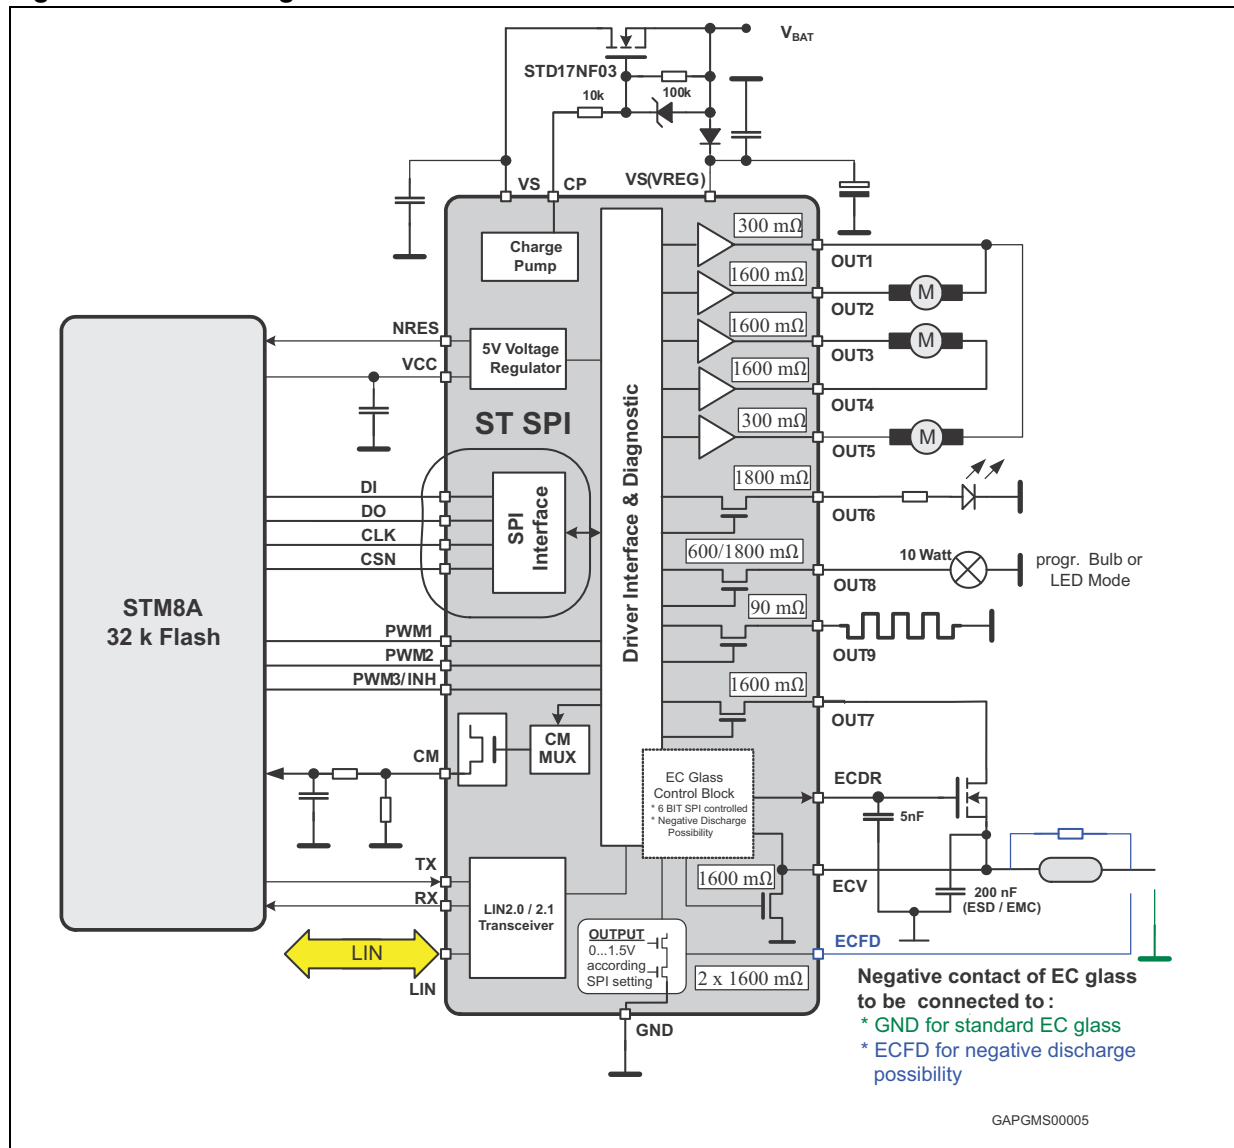 V_BAT
STD17NF03
10k
100k
VS
CP
VS(VREG)
Charge
Pump
300 mΩ
OUT1
1600 mΩ
OUT2
M
1600 mΩ
OUT3
M
1600 mΩ
OUT4
300 mΩ
OUT5
M
NRES
VCC
5V Voltage
Regulator
ST SPI
DI
DO
CLK
CSN
SPI
Interface
Driver Interface & Diagnostic
1800 mΩ
OUT6
600/1800 mΩ
OUT8
10 Watt
progr. Bulb or
LED Mode
90 mΩ
OUT9
STM8A
32 k Flash
PWM1
PWM2
PWM3/INH
1600 mΩ
OUT7
CM
CM
MUX
EC Glass
Control Block
* 6 BIT SPI controlled
* Negative Discharge
Possibility
ECDR
5nF
TX
RX
LIN2.0 / 2.1
Transceiver
LIN
LIN
1600 mΩ
ECV
200 nF
(ESD / EMC)
OUTPUT
0...1.5V
according
SPI setting
ECFD
2 x 1600 mΩ
GND
Negative contact of EC glass
to be connected to :
* GND for standard EC glass
* ECFD for negative discharge
possibility
GAPGMS00005